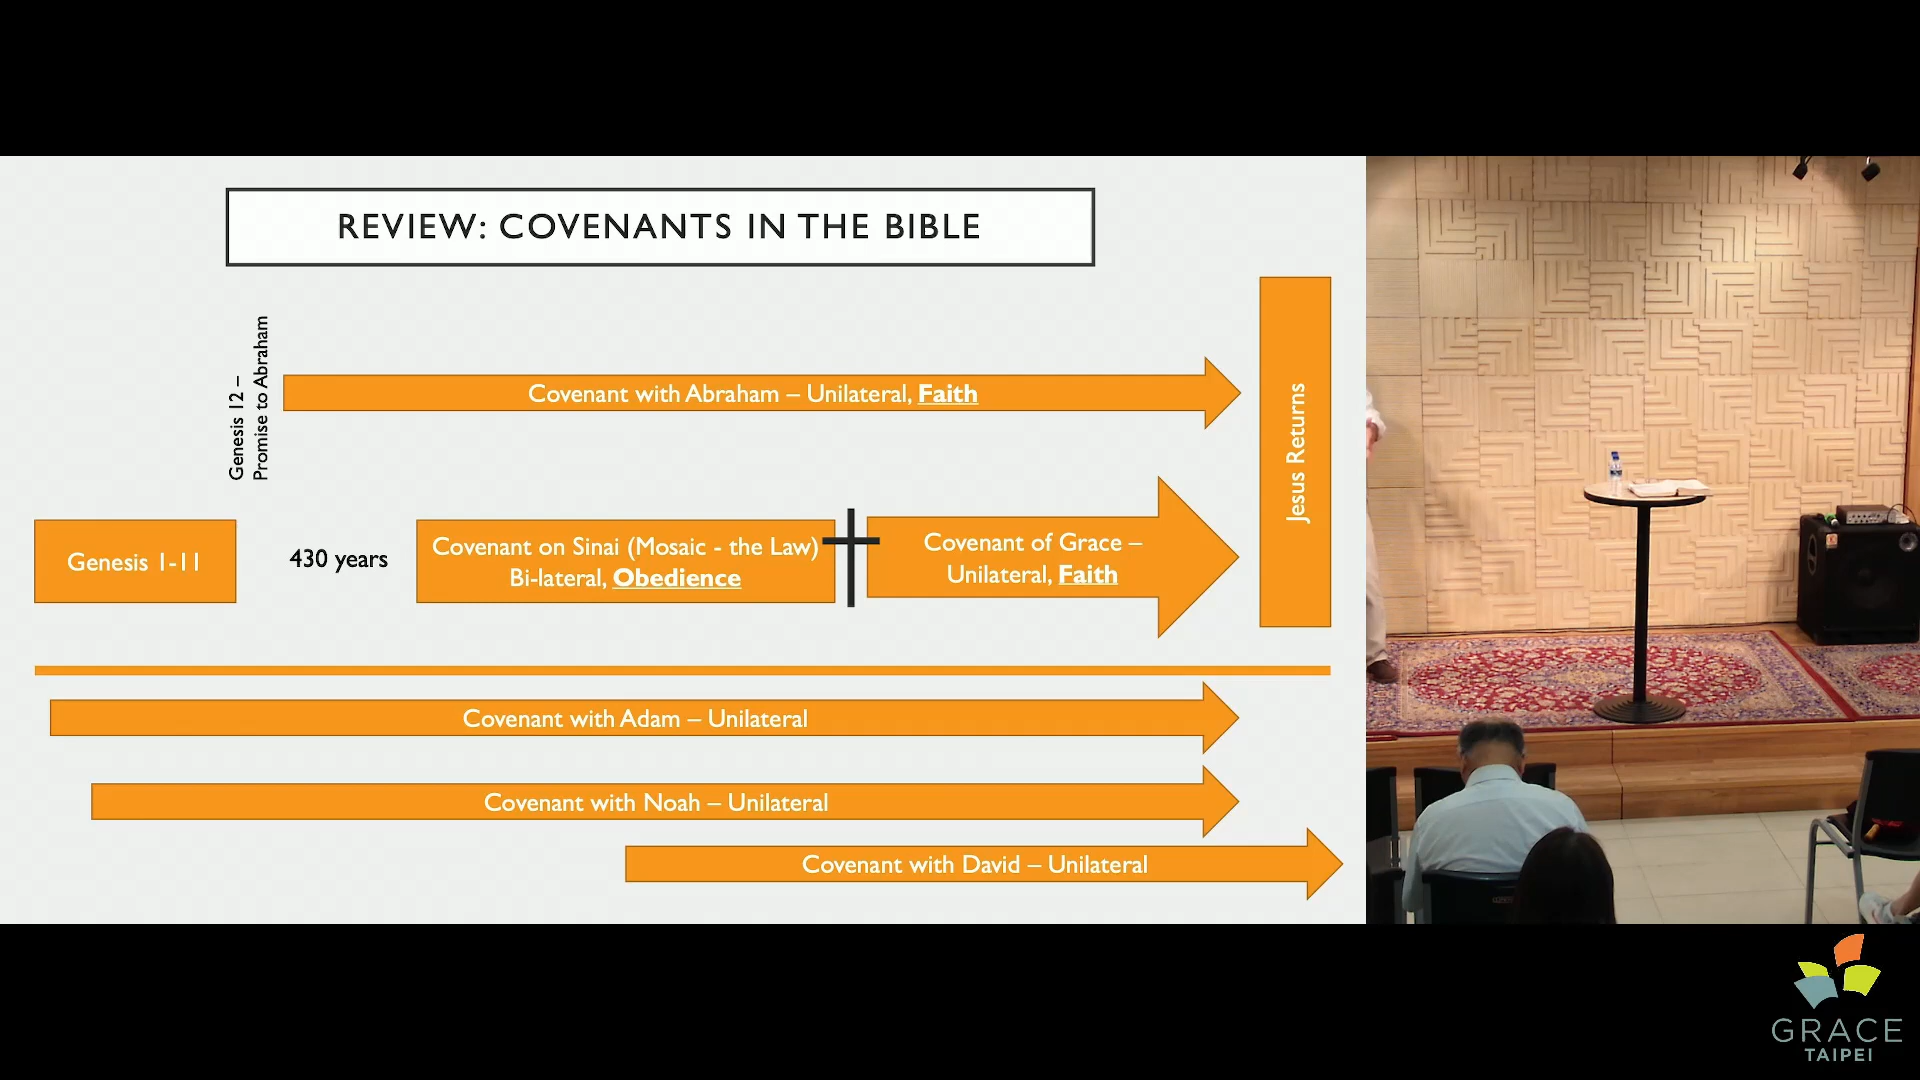 REVIEW: COVENANTS IN THE BIBLE
Genesis 12 –
Promise to Abraham
Covenant with Abraham – Unilateral, Faith
Jesus Returns
Genesis 1-11
430 years
Covenant on Sinai (Mosaic - the Law)
Bi-lateral, Obedience
Covenant of Grace –
Unilateral, Faith
Covenant with Adam – Unilateral
Covenant with Noah – Unilateral
Covenant with David – Unilateral
GRACE
TAIPEI